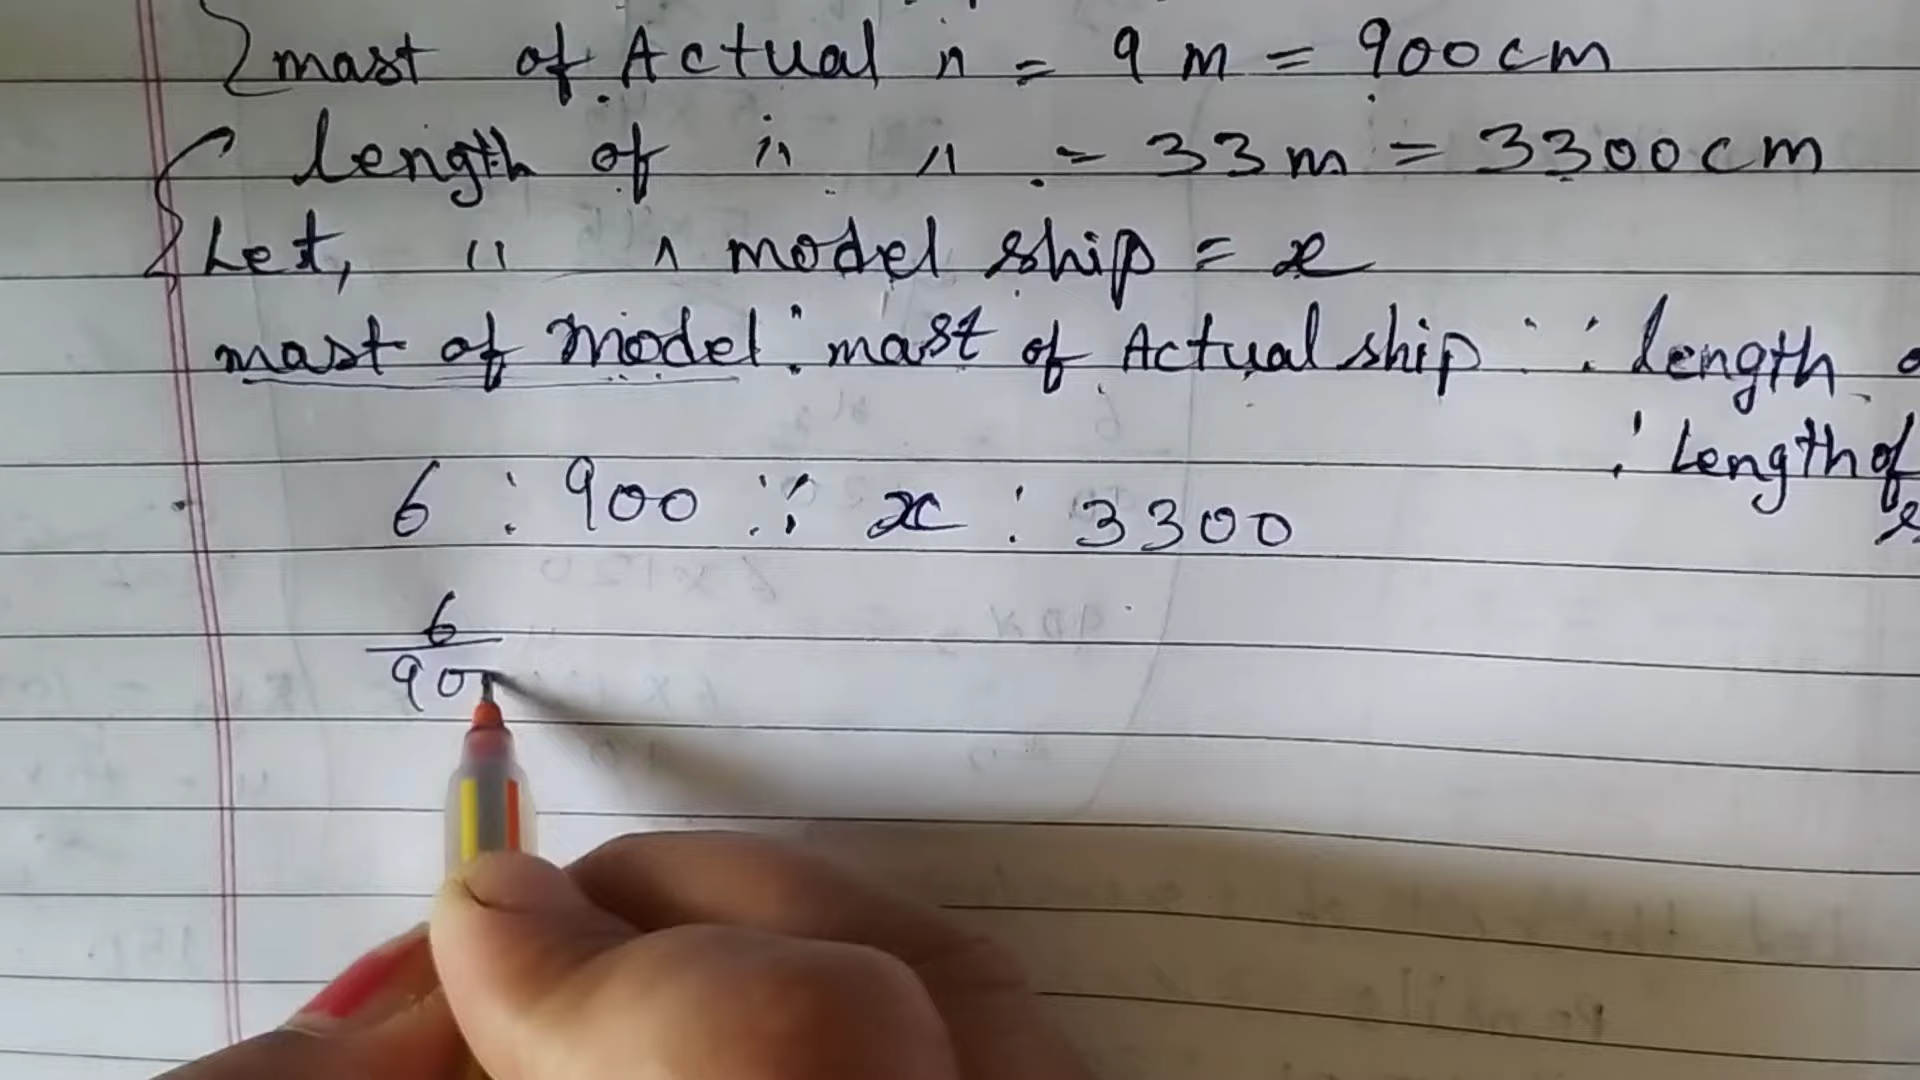 mast of Actual " = 9 m = 900 cm
Length of " " = 33 m = 3300 cm
Let, " " model ship = x
mast of model : mast of Actual ship :: length
: Length of
6 : 900 :: x : 3300
6
90